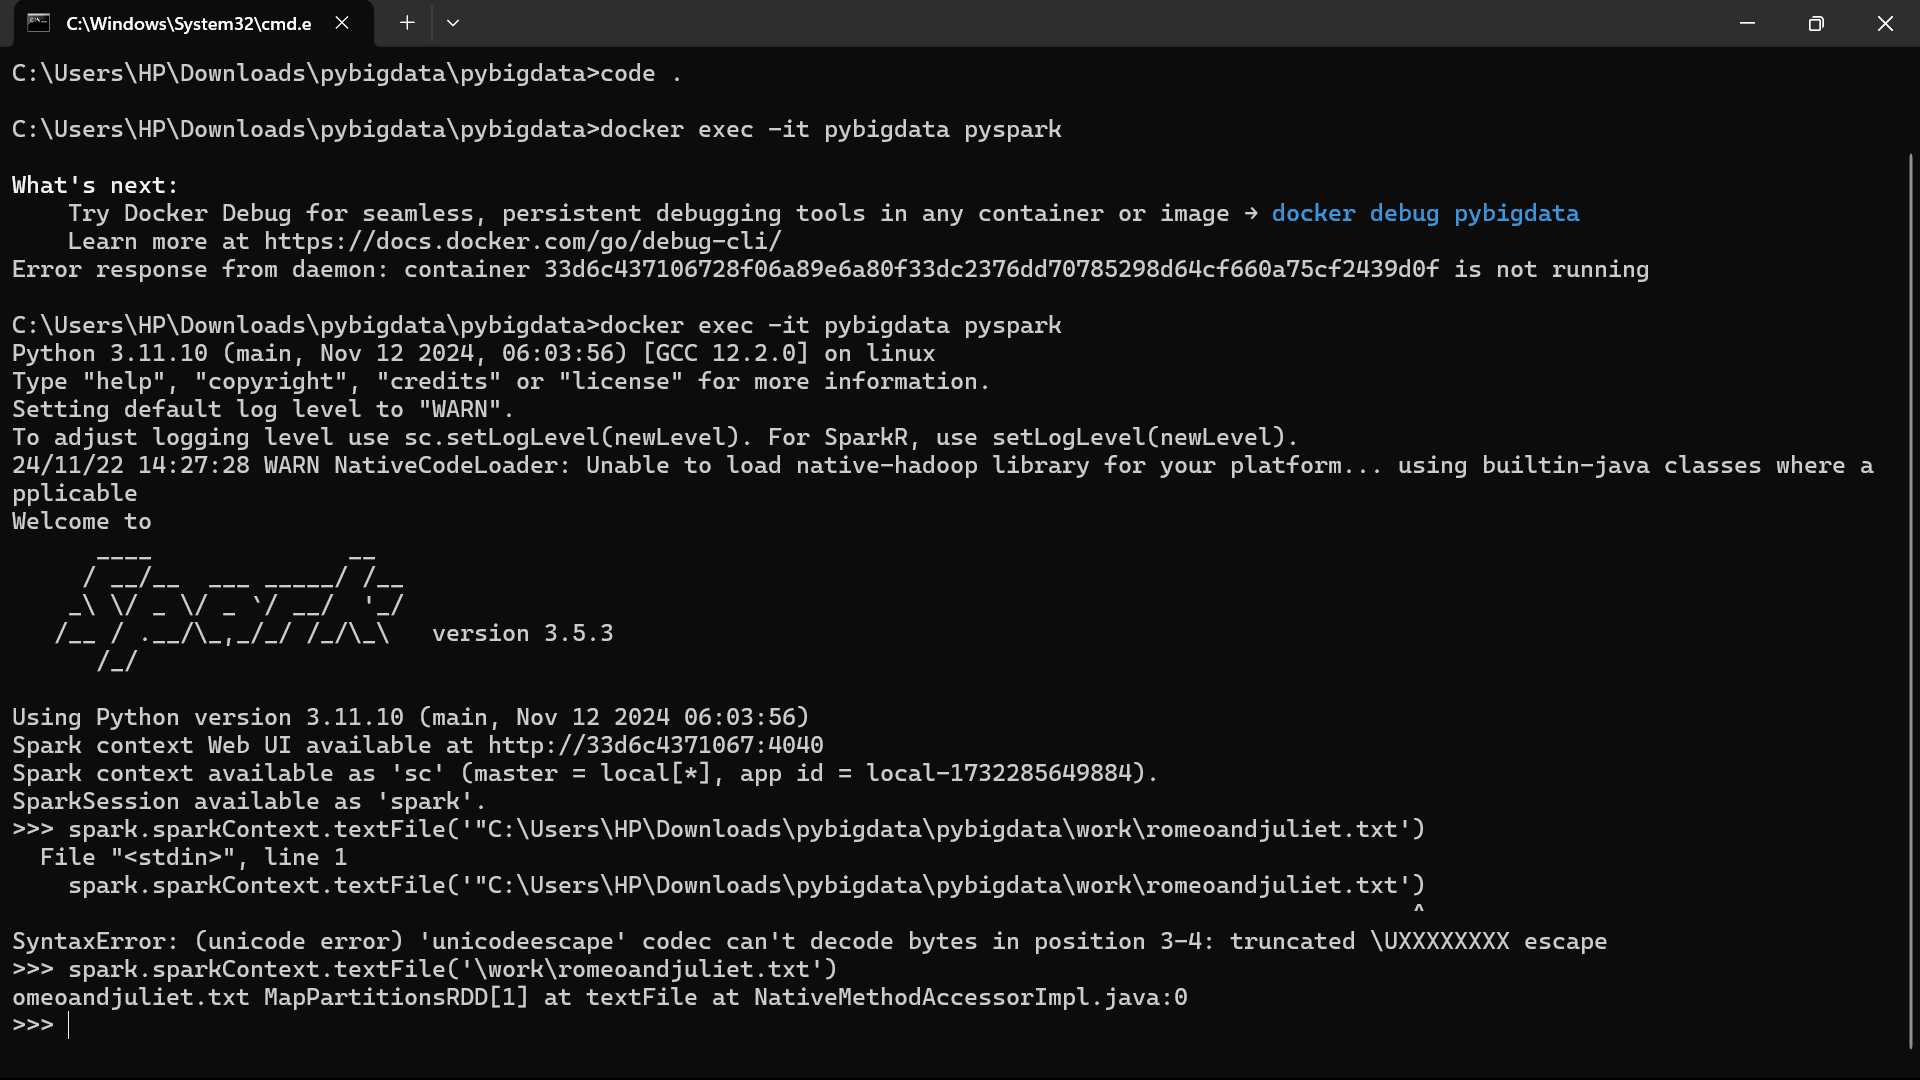 C:\Windows\System32\cmd.e
C:\Users\HP\Downloads\pybigdata\pybigdata>code .
C:\Users\HP\Downloads\pybigdata\pybigdata>docker exec -it pybigdata pyspark
What's next:
    Try Docker Debug for seamless, persistent debugging tools in any container or image → docker debug pybigdata
    Learn more at https://docs.docker.com/go/debug-cli/
Error response from daemon: container 33d6c437106728f06a89e6a80f33dc2376dd70785298d64cf660a75cf2439d0f is not running
C:\Users\HP\Downloads\pybigdata\pybigdata>docker exec -it pybigdata pyspark
Python 3.11.10 (main, Nov 12 2024, 06:03:56) [GCC 12.2.0] on linux
Type "help", "copyright", "credits" or "license" for more information.
Setting default log level to "WARN".
To adjust logging level use sc.setLogLevel(newLevel). For SparkR, use setLogLevel(newLevel).
24/11/22 14:27:28 WARN NativeCodeLoader: Unable to load native-hadoop library for your platform... using builtin-java classes where a
pplicable
Welcome to
      ____              __
     / __/__  ___ _____/ /__
    _\ \/ _ \/ _ `/ __/  '_/
   /__ / .__/\_,_/_/ /_/\_\   version 3.5.3
      /_/
Using Python version 3.11.10 (main, Nov 12 2024 06:03:56)
Spark context Web UI available at http://33d6c4371067:4040
Spark context available as 'sc' (master = local[*], app id = local-1732285649884).
SparkSession available as 'spark'.
>>> spark.sparkContext.textFile('"C:\Users\HP\Downloads\pybigdata\pybigdata\work\romeoandjuliet.txt')
  File "<stdin>", line 1
    spark.sparkContext.textFile('"C:\Users\HP\Downloads\pybigdata\pybigdata\work\romeoandjuliet.txt')
                                                                                                    ^
SyntaxError: (unicode error) 'unicodeescape' codec can't decode bytes in position 3-4: truncated \UXXXXXXXX escape
>>> spark.sparkContext.textFile('\work\romeoandjuliet.txt')
omeoandjuliet.txt MapPartitionsRDD[1] at textFile at NativeMethodAccessorImpl.java:0
>>>